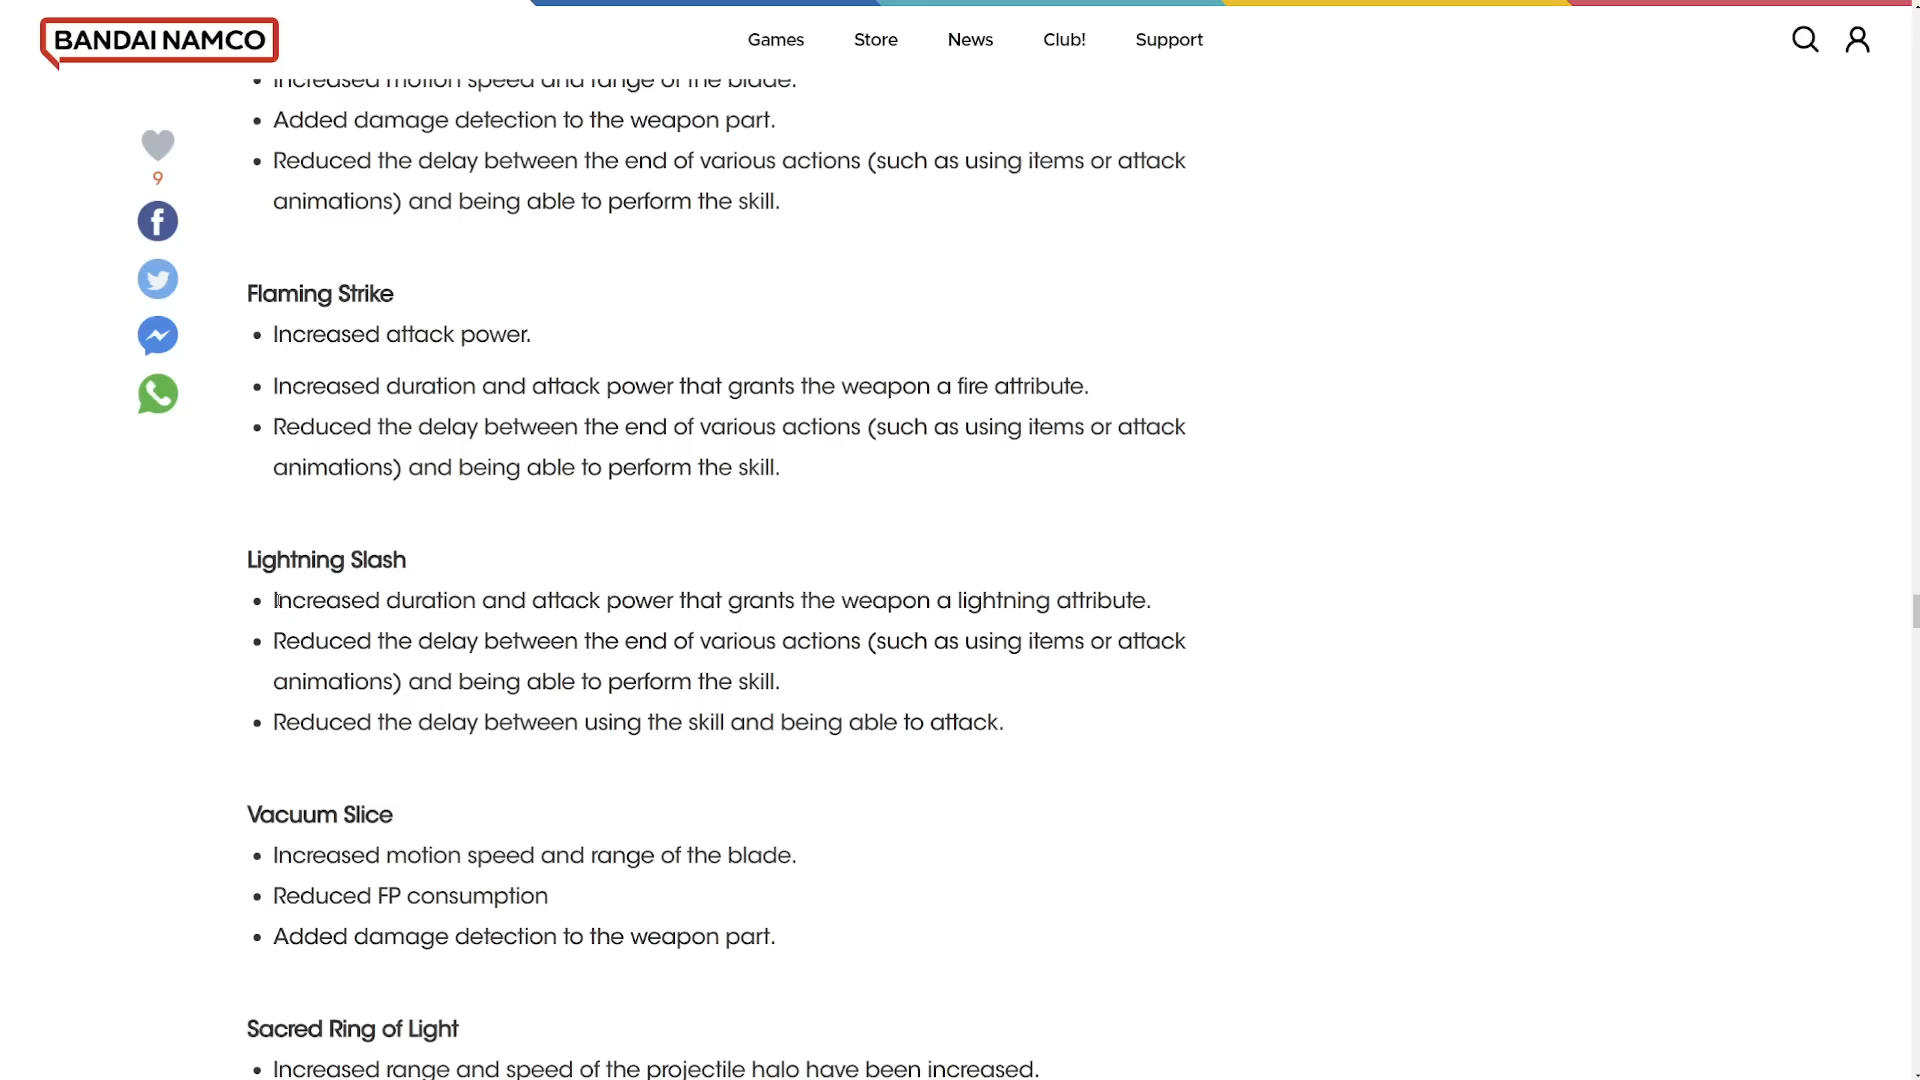 BANDAI NAMCO
Games
Store
News
Club!
Support
Increased motion speed and range of the blade.
Added damage detection to the weapon part.
Reduced the delay between the end of various actions (such as using items or attack
animations) and being able to perform the skill.
9
Flaming Strike
Increased attack power.
Increased duration and attack power that grants the weapon a fire attribute.
Reduced the delay between the end of various actions (such as using items or attack
animations) and being able to perform the skill.
Lightning Slash
Increased duration and attack power that grants the weapon a lightning attribute.
Reduced the delay between the end of various actions (such as using items or attack
animations) and being able to perform the skill.
Reduced the delay between using the skill and being able to attack.
Vacuum Slice
Increased motion speed and range of the blade.
Reduced FP consumption
Added damage detection to the weapon part.
Sacred Ring of Light
Increased range and speed of the projectile halo have been increased.